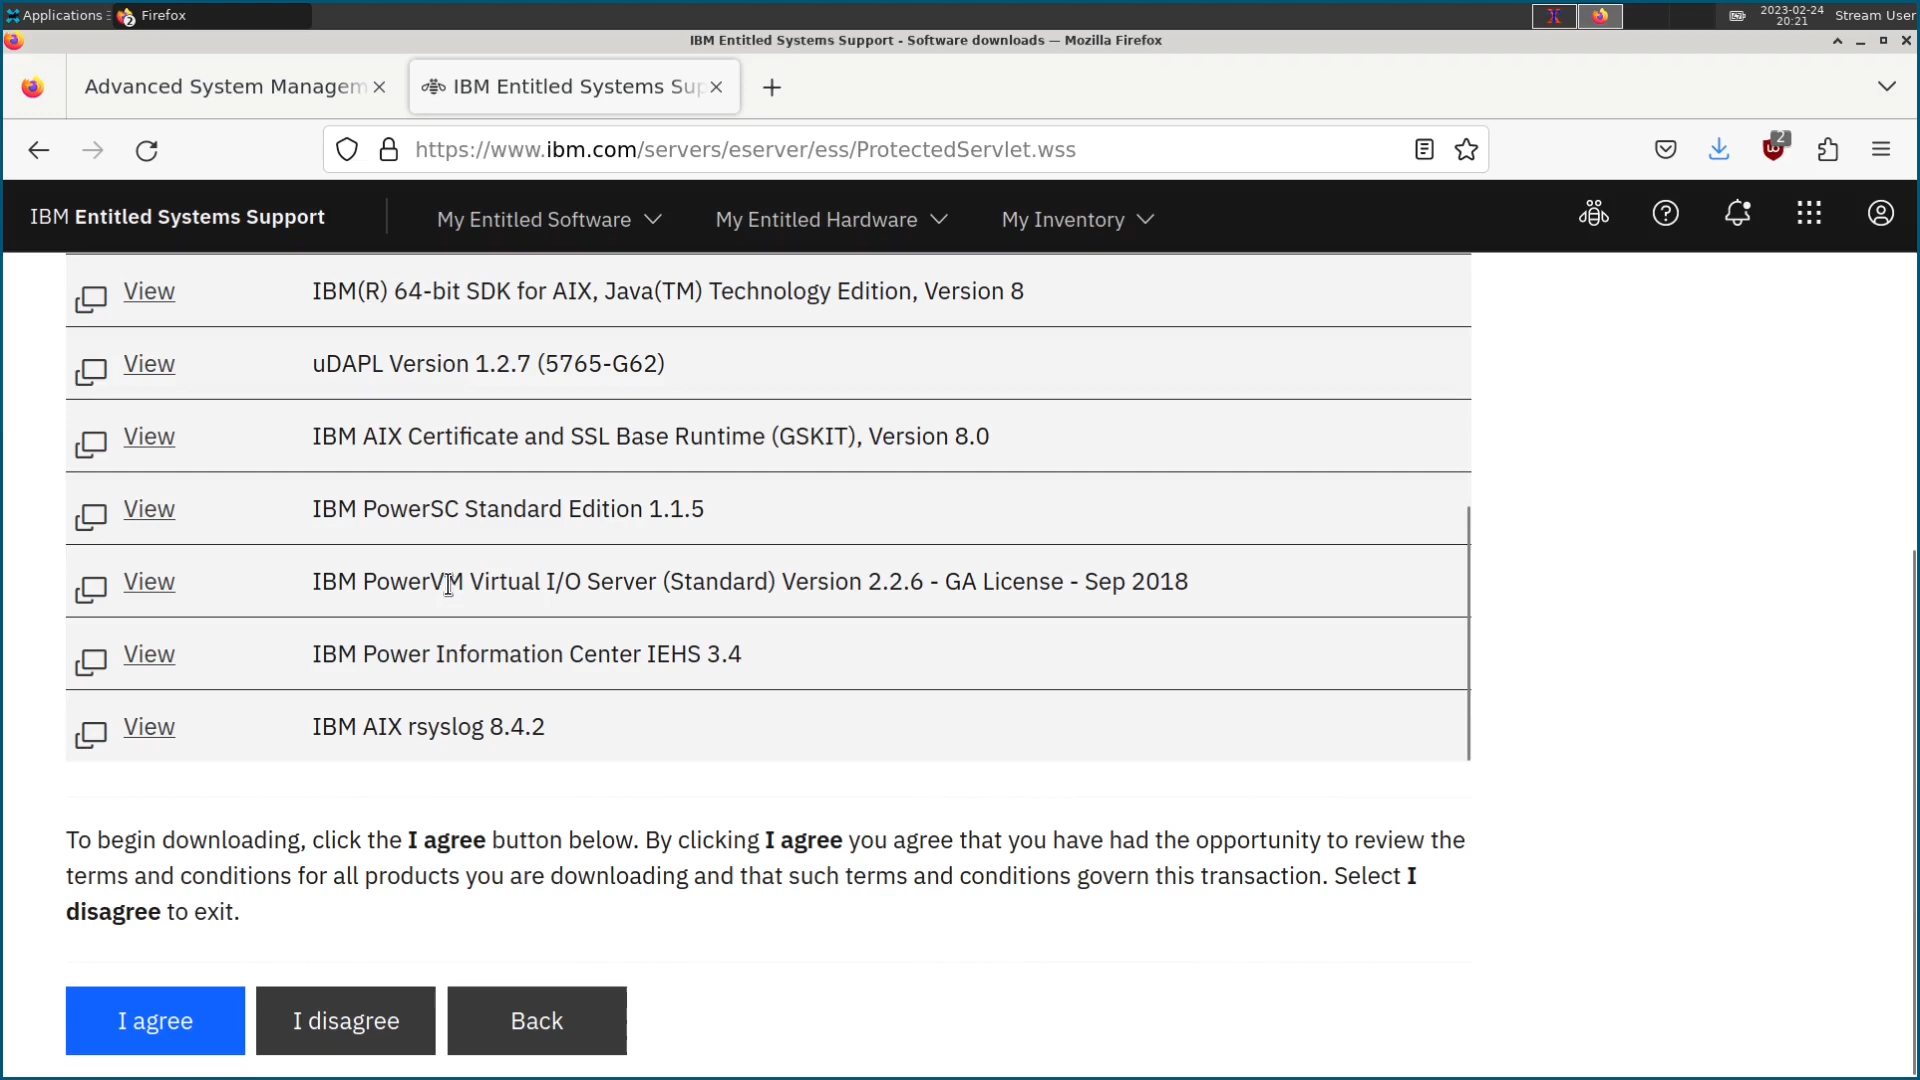 Applications
2
Firefox
2023-02-24
20:21
Stream User
IBM Entitled Systems Support - Software downloads — Mozilla Firefox
Advanced System Managem
IBM Entitled Systems Sup
https://www.ibm.com/servers/eserver/ess/ProtectedServlet.wss
2
IBM Entitled Systems Support
My Entitled Software
My Entitled Hardware
My Inventory
View IBM(R) 64-bit SDK for AIX, Java(TM) Technology Edition, Version 8
View uDAPL Version 1.2.7 (5765-G62)
View IBM AIX Certificate and SSL Base Runtime (GSKIT), Version 8.0
View IBM PowerSC Standard Edition 1.1.5
View IBM PowerVM Virtual I/O Server (Standard) Version 2.2.6 - GA License - Sep 2018
View IBM Power Information Center IEHS 3.4
View IBM AIX rsyslog 8.4.2
To begin downloading, click the I agree button below. By clicking I agree you agree that you have had the opportunity to review the
terms and conditions for all products you are downloading and that such terms and conditions govern this transaction. Select I
disagree to exit.
I agree
I disagree
Back